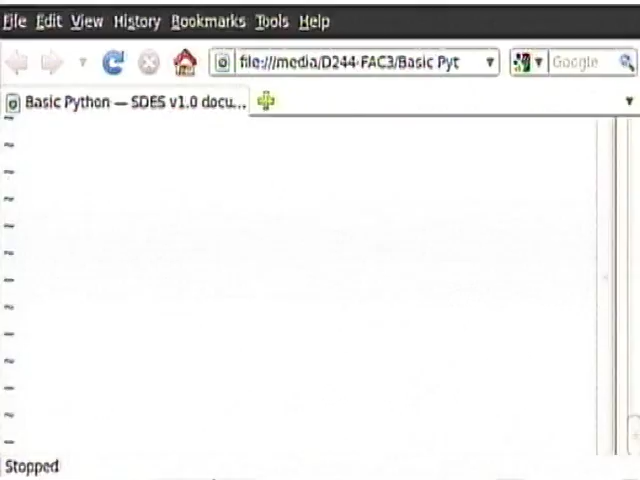 File Edit View History Bookmarks Tools Help
file:///media/D244-FAC3/Basic Pyt
Google
Basic Python — SDES v1.0 docu...
~
~
~
~
~
~
~
~
~
~
~
~
~
Stopped